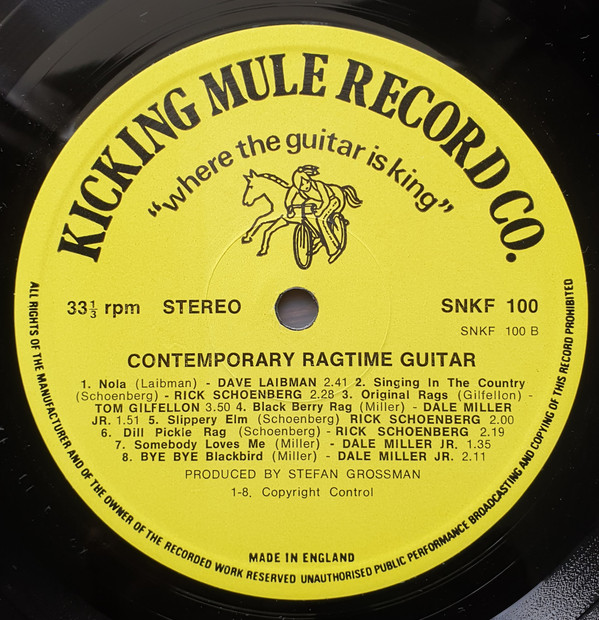 KICKING MULE RECORD CO.
"where the guitar is king"
33⅓ rpm STEREO
SNKF 100
SNKF 100 B
CONTEMPORARY RAGTIME GUITAR
1. Nola (Laibman) - DAVE LAIBMAN 2.41 2. Singing In The Country
(Schoenberg) - RICK SCHOENBERG 2.28 3. Original Rags (Gilfellon) -
TOM GILFELLON 3.50 4. Black Berry Rag (Miller) - DALE MILLER
JR. 1.51 5. Slippery Elm (Schoenberg) RICK SCHOENBERG 2.00
6. Dill Pickie Rag (Schoenberg) - RICK SCHOENBERG 2.19
7. Somebody Loves Me (Miller) - DALE MILLER JR. 1.35
8. BYE BYE Blackbird (Miller) - DALE MILLER JR. 2.11
PRODUCED BY STEFAN GROSSMAN
1-8, Copyright Control
MADE IN ENGLAND
ALL RIGHTS OF THE MANUFACTURER AND OF THE OWNER OF THE RECORDED WORK RESERVED UNAUTHORISED PUBLIC PERFORMANCE BROADCASTING AND COPYING OF THIS RECORD PROHIBITED